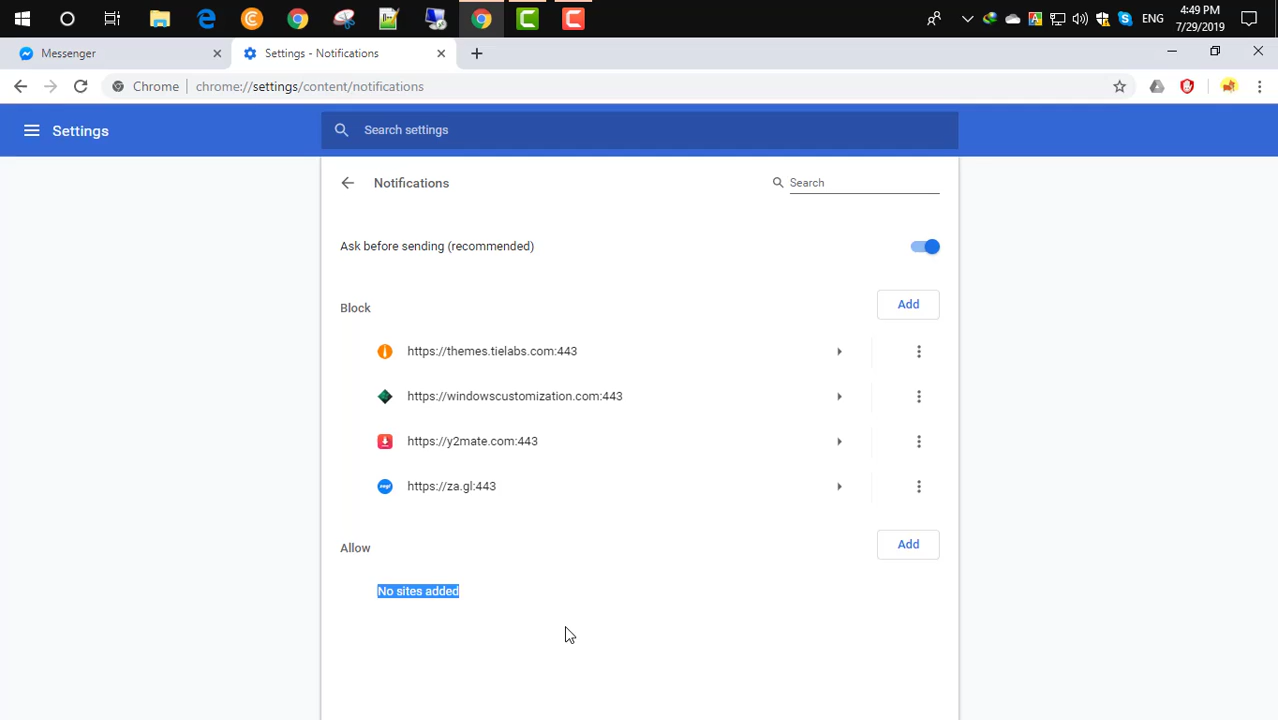 4:49 PM
ENG
7/29/2019
Messenger
Settings - Notifications
Chrome
chrome://settings/content/notifications
Settings
Search settings
Notifications
Search
Ask before sending (recommended)
Block
Add
https://themes.tielabs.com:443
https://windowscustomization.com:443
https://y2mate.com:443
https://za.gl:443
Allow
Add
No sites added